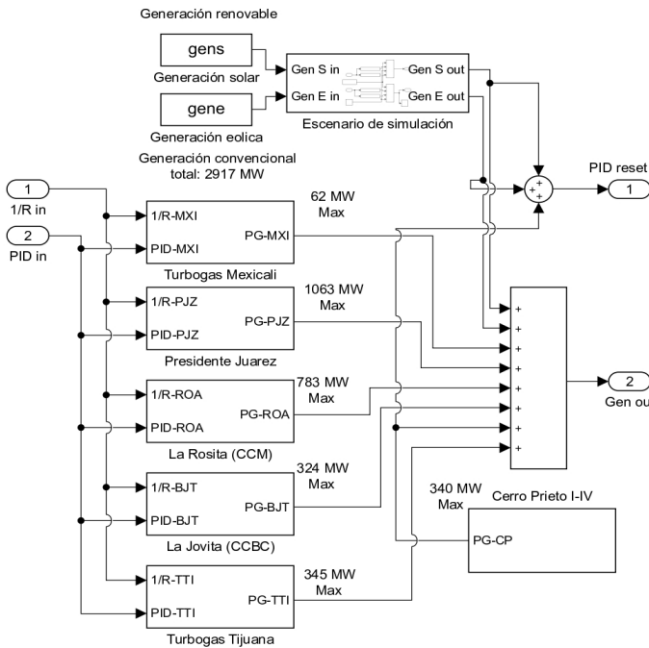 Generación renovable
gens
Generación solar
gene
Generación eolica
Gen S in
Gen S out
Gen E in
Gen E out
Escenario de simulación
Generación convencional
total: 2917 MW
1
1/R in
2
PID in
1/R-MXI
PID-MXI
PG-MXI
Turbogas Mexicali
62 MW
Max
1/R-PJZ
PID-PJZ
PG-PJZ
Presidente Juarez
1063 MW
Max
1/R-ROA
PID-ROA
PG-ROA
La Rosita (CCM)
783 MW
Max
1/R-BJT
PID-BJT
PG-BJT
La Jovita (CCBC)
324 MW
Max
1/R-TTI
PID-TTI
PG-TTI
Turbogas Tijuana
345 MW
Max
+
+
+
PID reset
1
+
+
+
+
+
+
+
+
2
Gen ou
340 MW
Max
Cerro Prieto I-IV
PG-CP